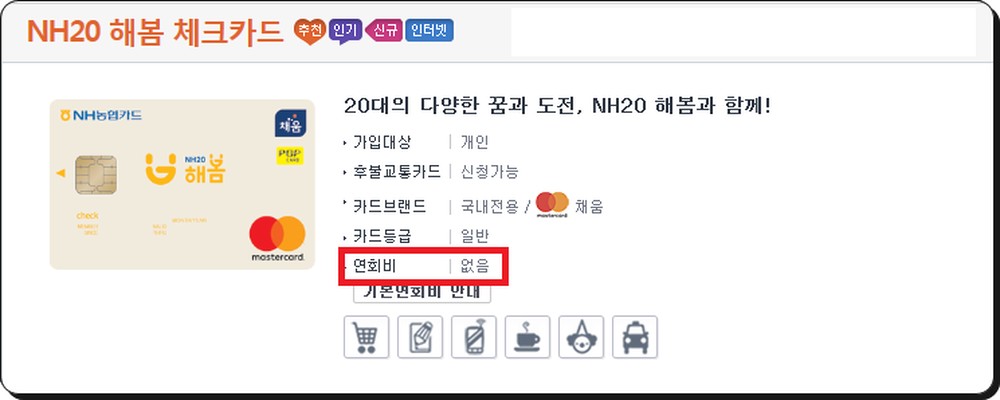 NH20 해봄 체크카드 추천 인기 신규 인터넷
NH농협카드
채움
POP
NH20
해봄
check
mastercard.
20대의 다양한 꿈과 도전, NH20 해봄과 함께!
가입대상 | 개인
후불교통카드 | 신청가능
카드브랜드 | 국내전용 / mastercard 채움
카드등급 | 일반
연회비 | 없음
기본연회비 안내